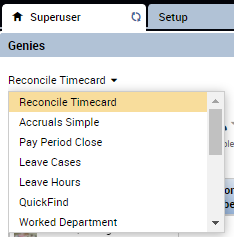 Superuser
Setup
Genies
Reconcile Timecard
Reconcile Timecard
Accruals Simple
Pay Period Close
Leave Cases
Leave Hours
QuickFind
Worked Department